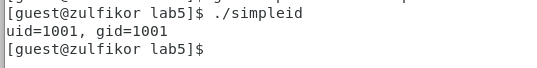 [guest@zulfikor lab5]$ ./simpleid
uid=1001, gid=1001
[guest@zulfikor lab5]$